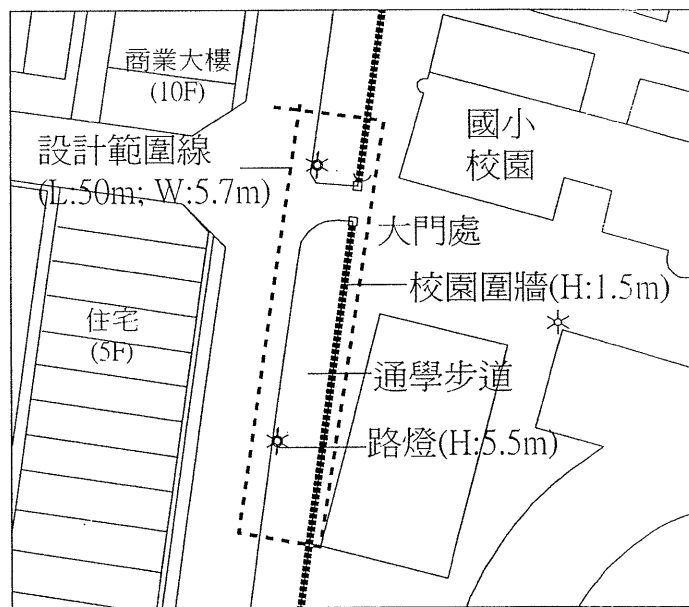 商業大樓
(10F)
國小
校園
設計範圍線
(L:50m; W:5.7m)
大門處
校園圍牆(H:1.5m)
住宅
(5F)
通學步道
路燈(H:5.5m)